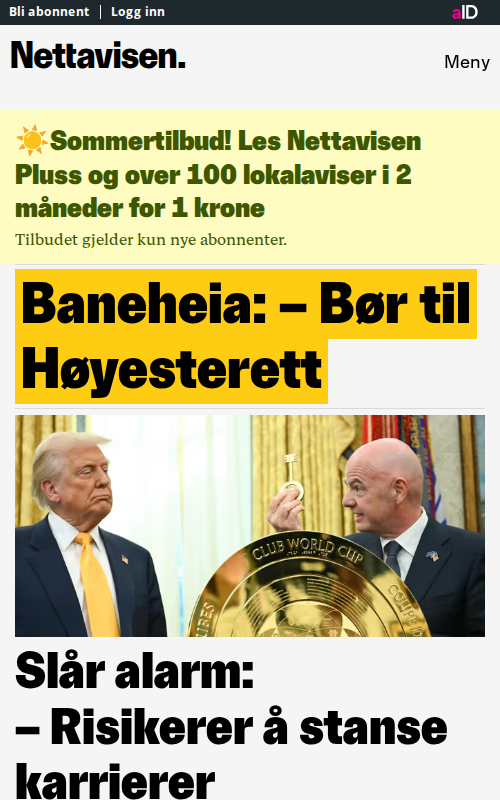 Bli abonnent
Logg inn
aID
Nettavisen.
Meny
☀️Sommertilbud! Les Nettavisen
Pluss og over 100 lokalaviser i 2
måneder for 1 krone
Tilbudet gjelder kun nye abonnenter.
Baneheia: – Bør til
Høyesterett
CLUB WORLD CUP
Slår alarm:
– Risikerer å stanse
karrierer